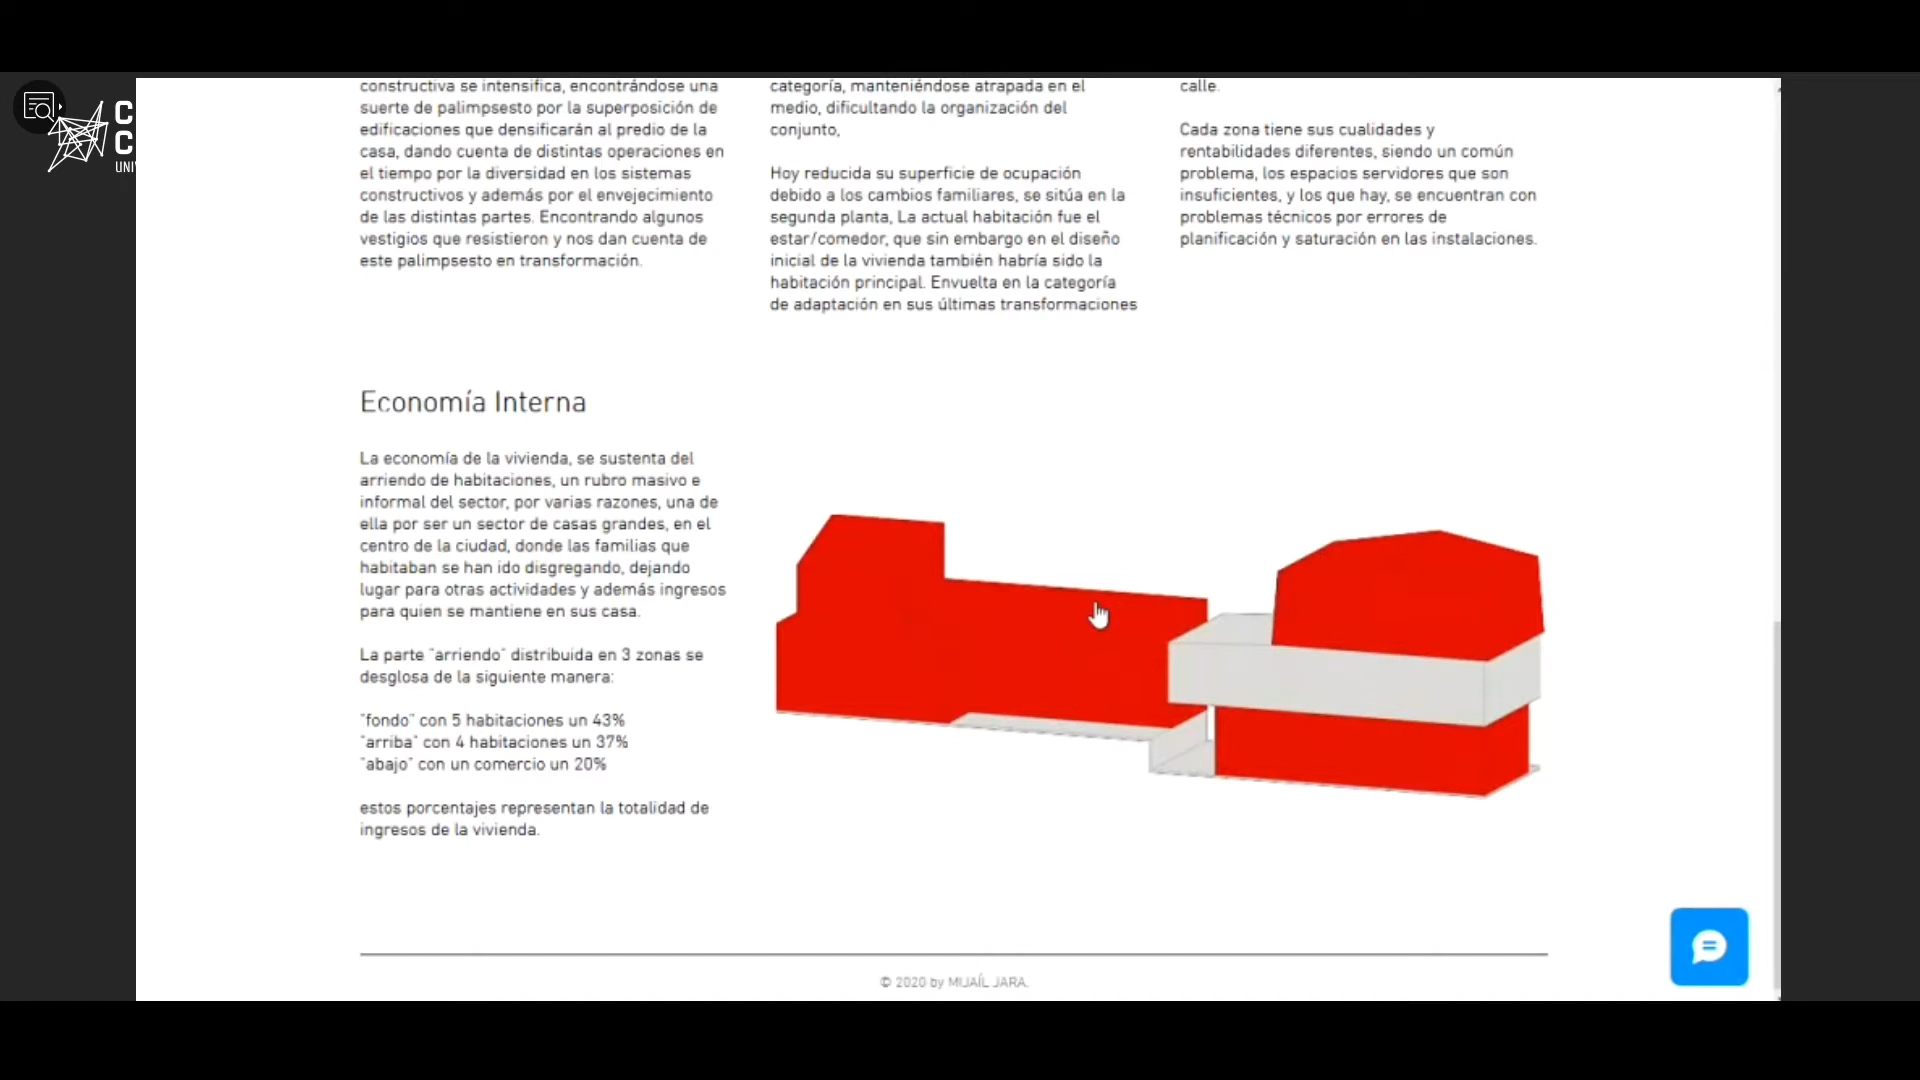 C
C
UNI
constructiva se intensifica, encontrándose una
suerte de palimpsesto por la superposición de
edificaciones que densificarán al predio de la
casa, dando cuenta de distintas operaciones en
el tiempo por la diversidad en los sistemas
constructivos y además por el envejecimiento
de las distintas partes. Encontrando algunos
vestigios que resistieron y nos dan cuenta de
este palimpsesto en transformación.
categoría, manteniéndose atrapada en el
medio, dificultando la organización del
conjunto,
Hoy reducida su superficie de ocupación
debido a los cambios familiares, se sitúa en la
segunda planta, La actual habitación fue el
estar/comedor, que sin embargo en el diseño
inicial de la vivienda también habría sido la
habitación principal. Envuelta en la categoría
de adaptación en sus últimas transformaciones
calle.
Cada zona tiene sus cualidades y
rentabilidades diferentes, siendo un común
problema, los espacios servidores que son
insuficientes, y los que hay, se encuentran con
problemas técnicos por errores de
planificación y saturación en las instalaciones.
Economía Interna
La economía de la vivienda, se sustenta del
arriendo de habitaciones, un rubro masivo e
informal del sector, por varias razones, una de
ella por ser un sector de casas grandes, en el
centro de la ciudad, donde las familias que
habitaban se han ido disgregando, dejando
lugar para otras actividades y además ingresos
para quien se mantiene en sus casa.
La parte "arriendo" distribuida en 3 zonas se
desglosa de la siguiente manera:
"fondo" con 5 habitaciones un 43%
"arriba" con 4 habitaciones un 37%
"abajo" con un comercio un 20%
estos porcentajes representan la totalidad de
ingresos de la vivienda.
© 2020 by MIJAÍL JARA.